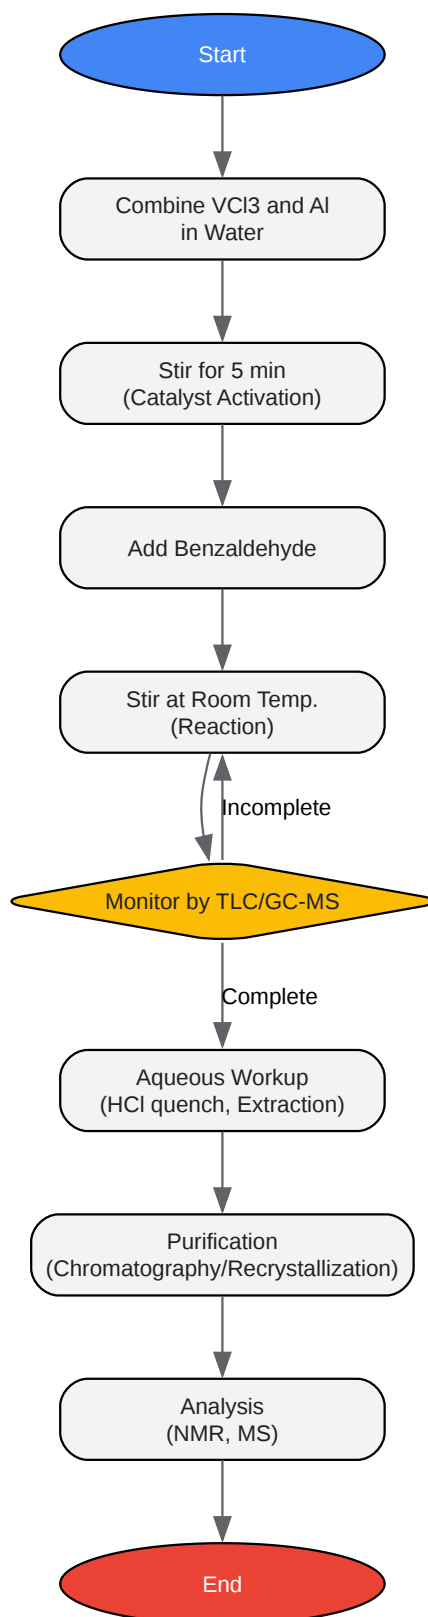 Start
Combine VCl3 and Al
in Water
Stir for 5 min
(Catalyst Activation)
Add Benzaldehyde
Stir at Room Temp.
(Reaction)
Incomplete
Monitor by TLC/GC-MS
Complete
Aqueous Workup
(HCl quench, Extraction)
Purification
(Chromatography/Recrystallization)
Analysis
(NMR, MS)
End